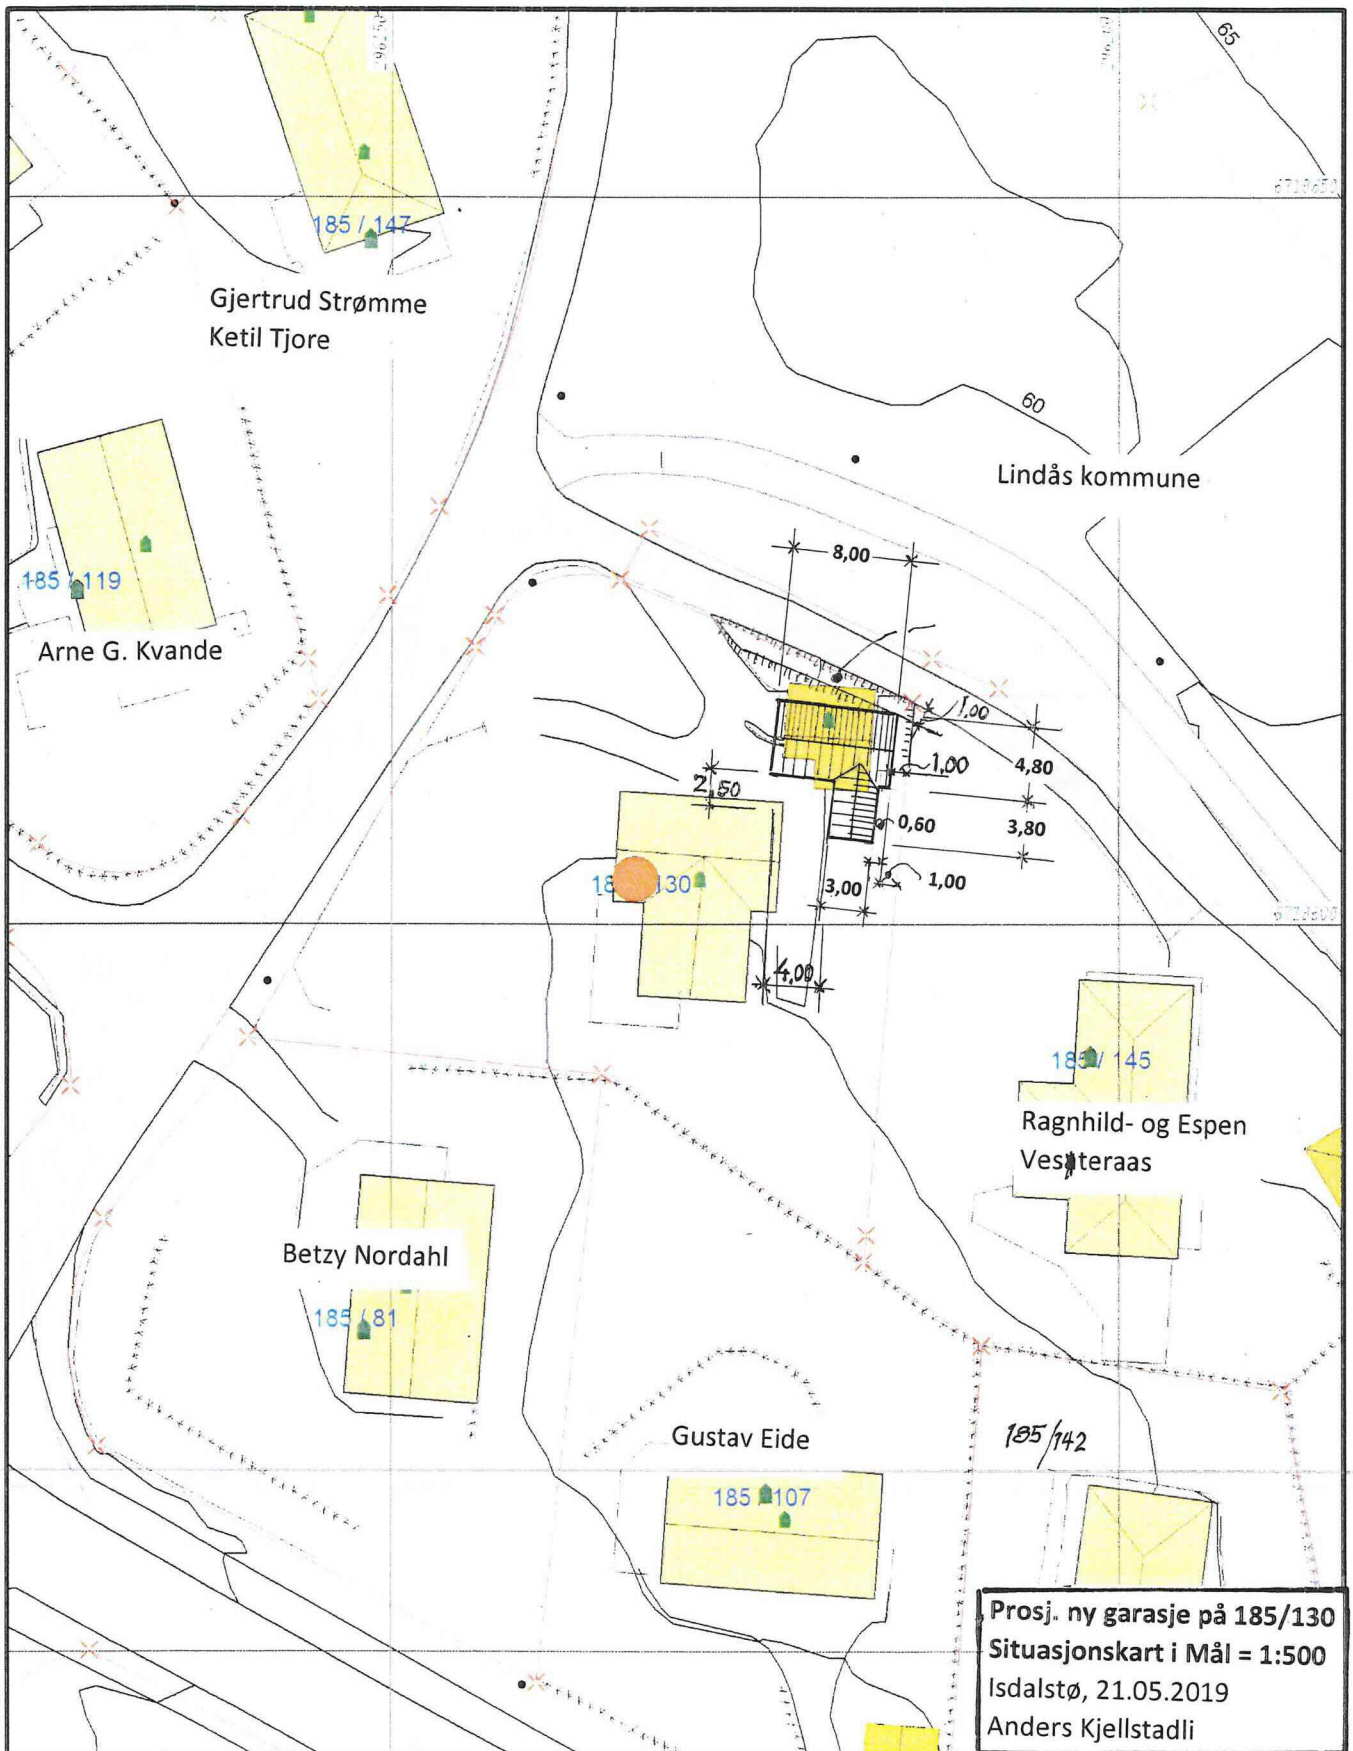 65
6710650
185 / 147
Gjertrud Strømme
Ketil Tjore
60
Lindås kommune
8,00
185 / 119
Arne G. Kvande
1,00
1,00
4,80
2,50
0,60
3,80
130
3,00
1,00
4,00
185 / 145
Ragnhild- og Espen
Vesteraas
Betzy Nordahl
185 / 81
Gustav Eide
185/142
185 107
Prosj. ny garasje på 185/130
Situasjonskart i Mål = 1:500
Isdalstø, 21.05.2019
Anders Kjellstadli